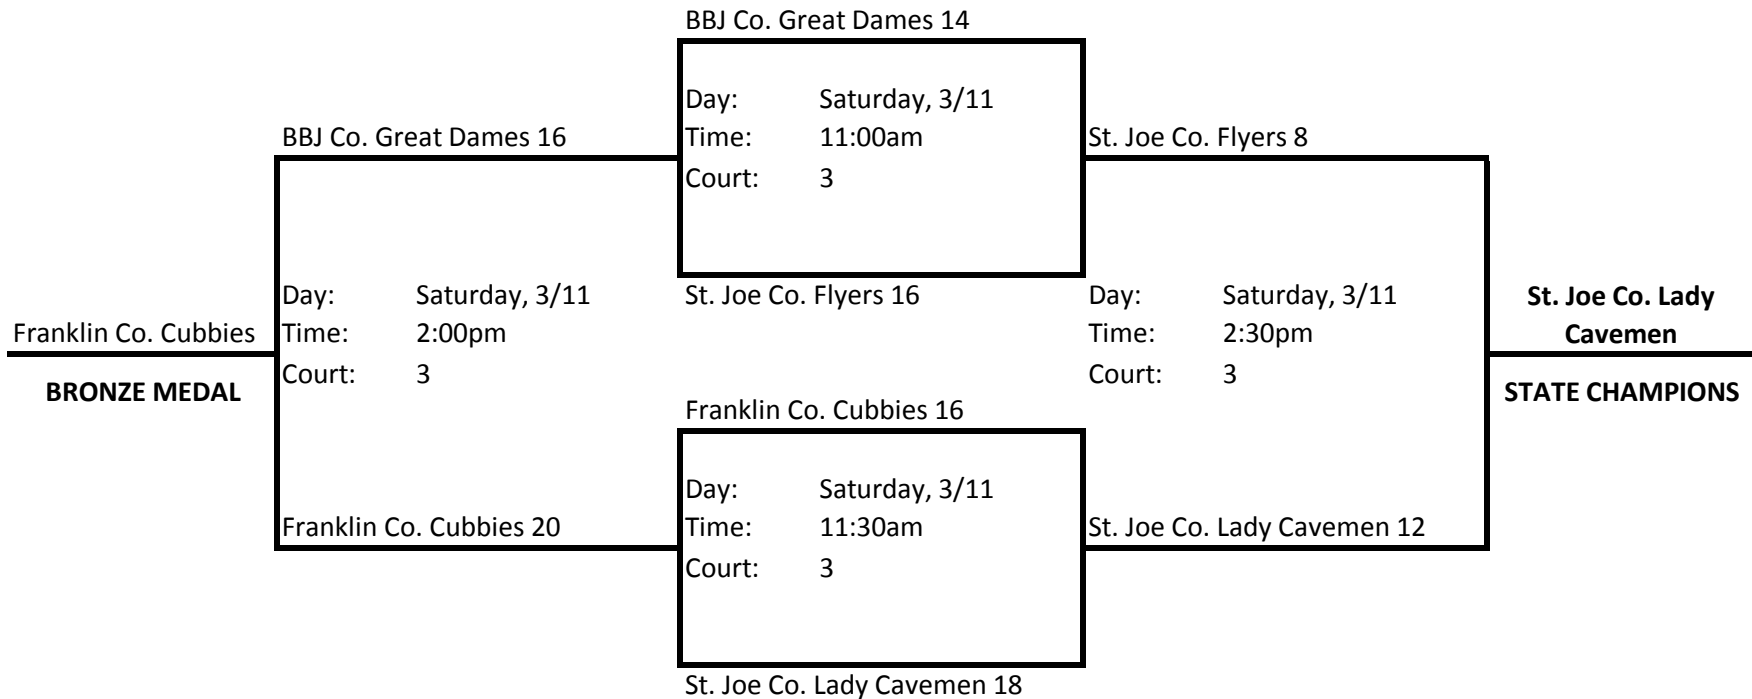 BBJ Co. Great Dames 14
Day: Saturday, 3/11
Time: 11:00am
Court: 3
St. Joe Co. Flyers 16
BBJ Co. Great Dames 16
Day: Saturday, 3/11
Time: 2:00pm
Court: 3
Franklin Co. Cubbies 20
Franklin Co. Cubbies
BRONZE MEDAL
Franklin Co. Cubbies 16
Day: Saturday, 3/11
Time: 11:30am
Court: 3
St. Joe Co. Lady Cavemen 18
St. Joe Co. Flyers 8
Day: Saturday, 3/11
Time: 2:30pm
Court: 3
St. Joe Co. Lady Cavemen 12
St. Joe Co. Lady
Cavemen
STATE CHAMPIONS